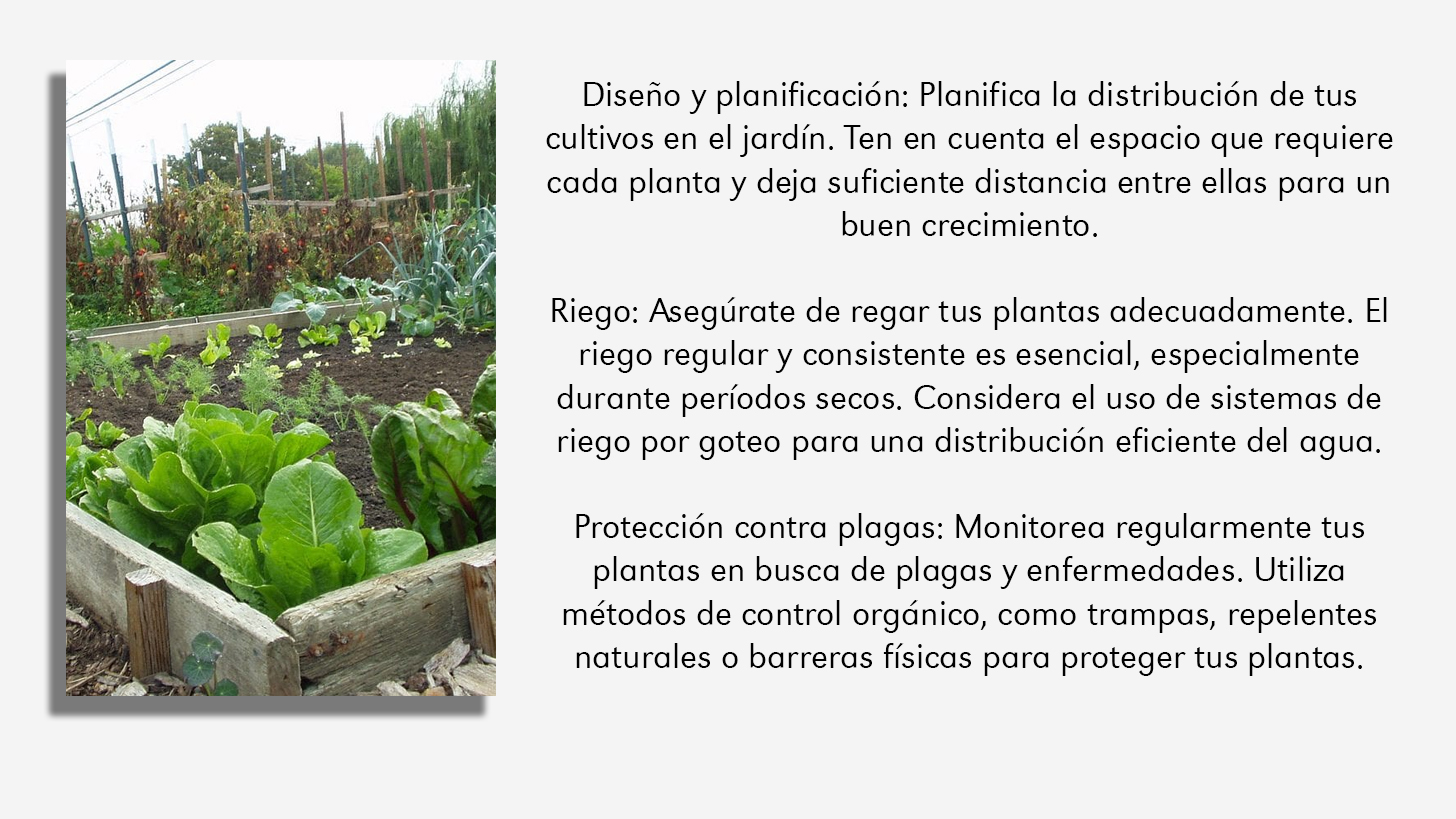 Diseño y planificación: Planifica la distribución de tus
cultivos en el jardín. Ten en cuenta el espacio que requiere
cada planta y deja suficiente distancia entre ellas para un
buen crecimiento.
Riego: Asegúrate de regar tus plantas adecuadamente. El
riego regular y consistente es esencial, especialmente
durante períodos secos. Considera el uso de sistemas de
riego por goteo para una distribución eficiente del agua.
Protección contra plagas: Monitorea regularmente tus
plantas en busca de plagas y enfermedades. Utiliza
métodos de control orgánico, como trampas, repelentes
naturales o barreras físicas para proteger tus plantas.